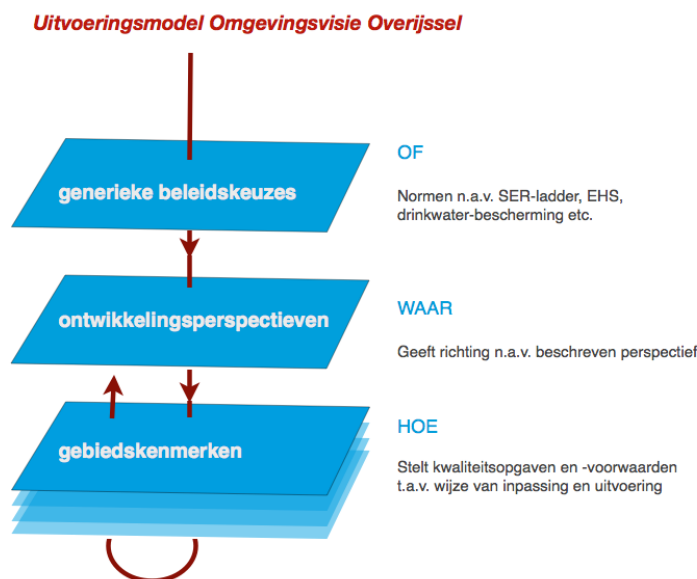 Uitvoeringsmodel Omgevingsvisie Overijssel
generieke beleidskeuzes
OF
Normen n.a.v. SER-ladder, EHS,
drinkwater-bescherming etc.
ontwikkelingsperspectieven
WAAR
Geeft richting n.a.v. beschreven perspectief
gebiedskenmerken
HOE
Stelt kwaliteitsopgaven en -voorwaarden
t.a.v. wijze van inpassing en uitvoering